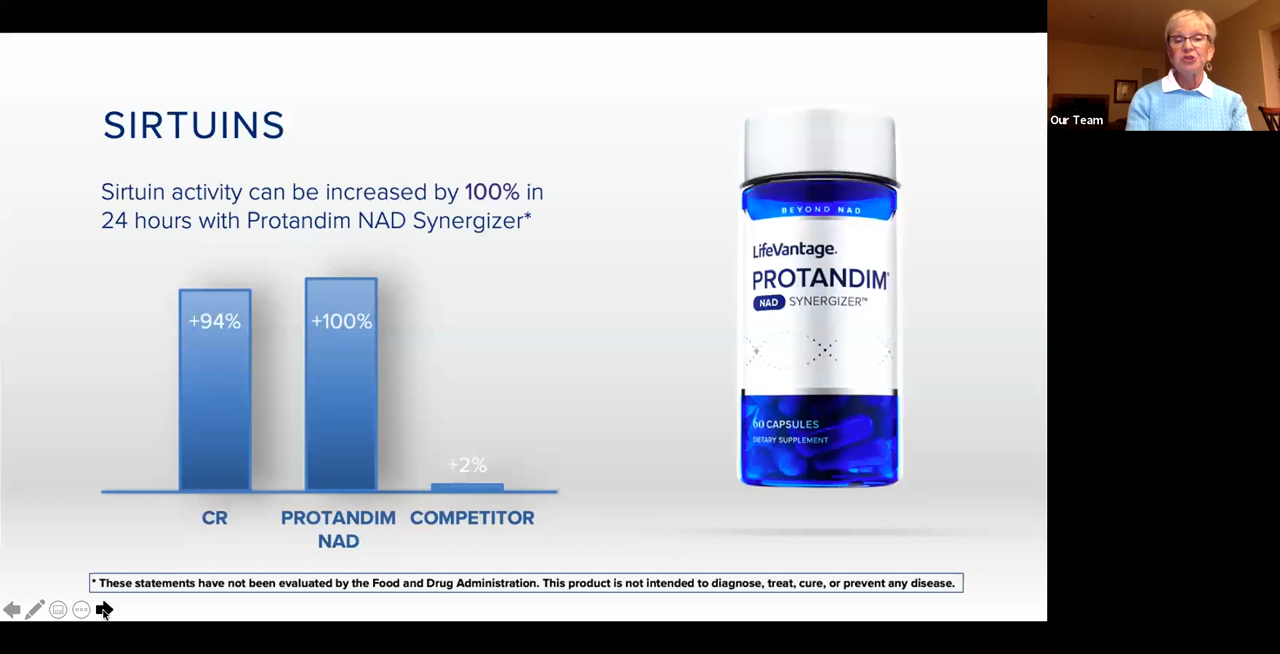 SIRTUINS
Sirtuin activity can be increased by 100% in
24 hours with Protandim NAD Synergizer*
+94%
+100%
+2%
CR
PROTANDIM
NAD
COMPETITOR
* These statements have not been evaluated by the Food and Drug Administration. This product is not intended to diagnose, treat, cure, or prevent any disease.
BEYOND NAD
LifeVantage.
PROTANDIM®
NAD SYNERGIZER™
60 CAPSULES
DIETARY SUPPLEMENT
Our Team